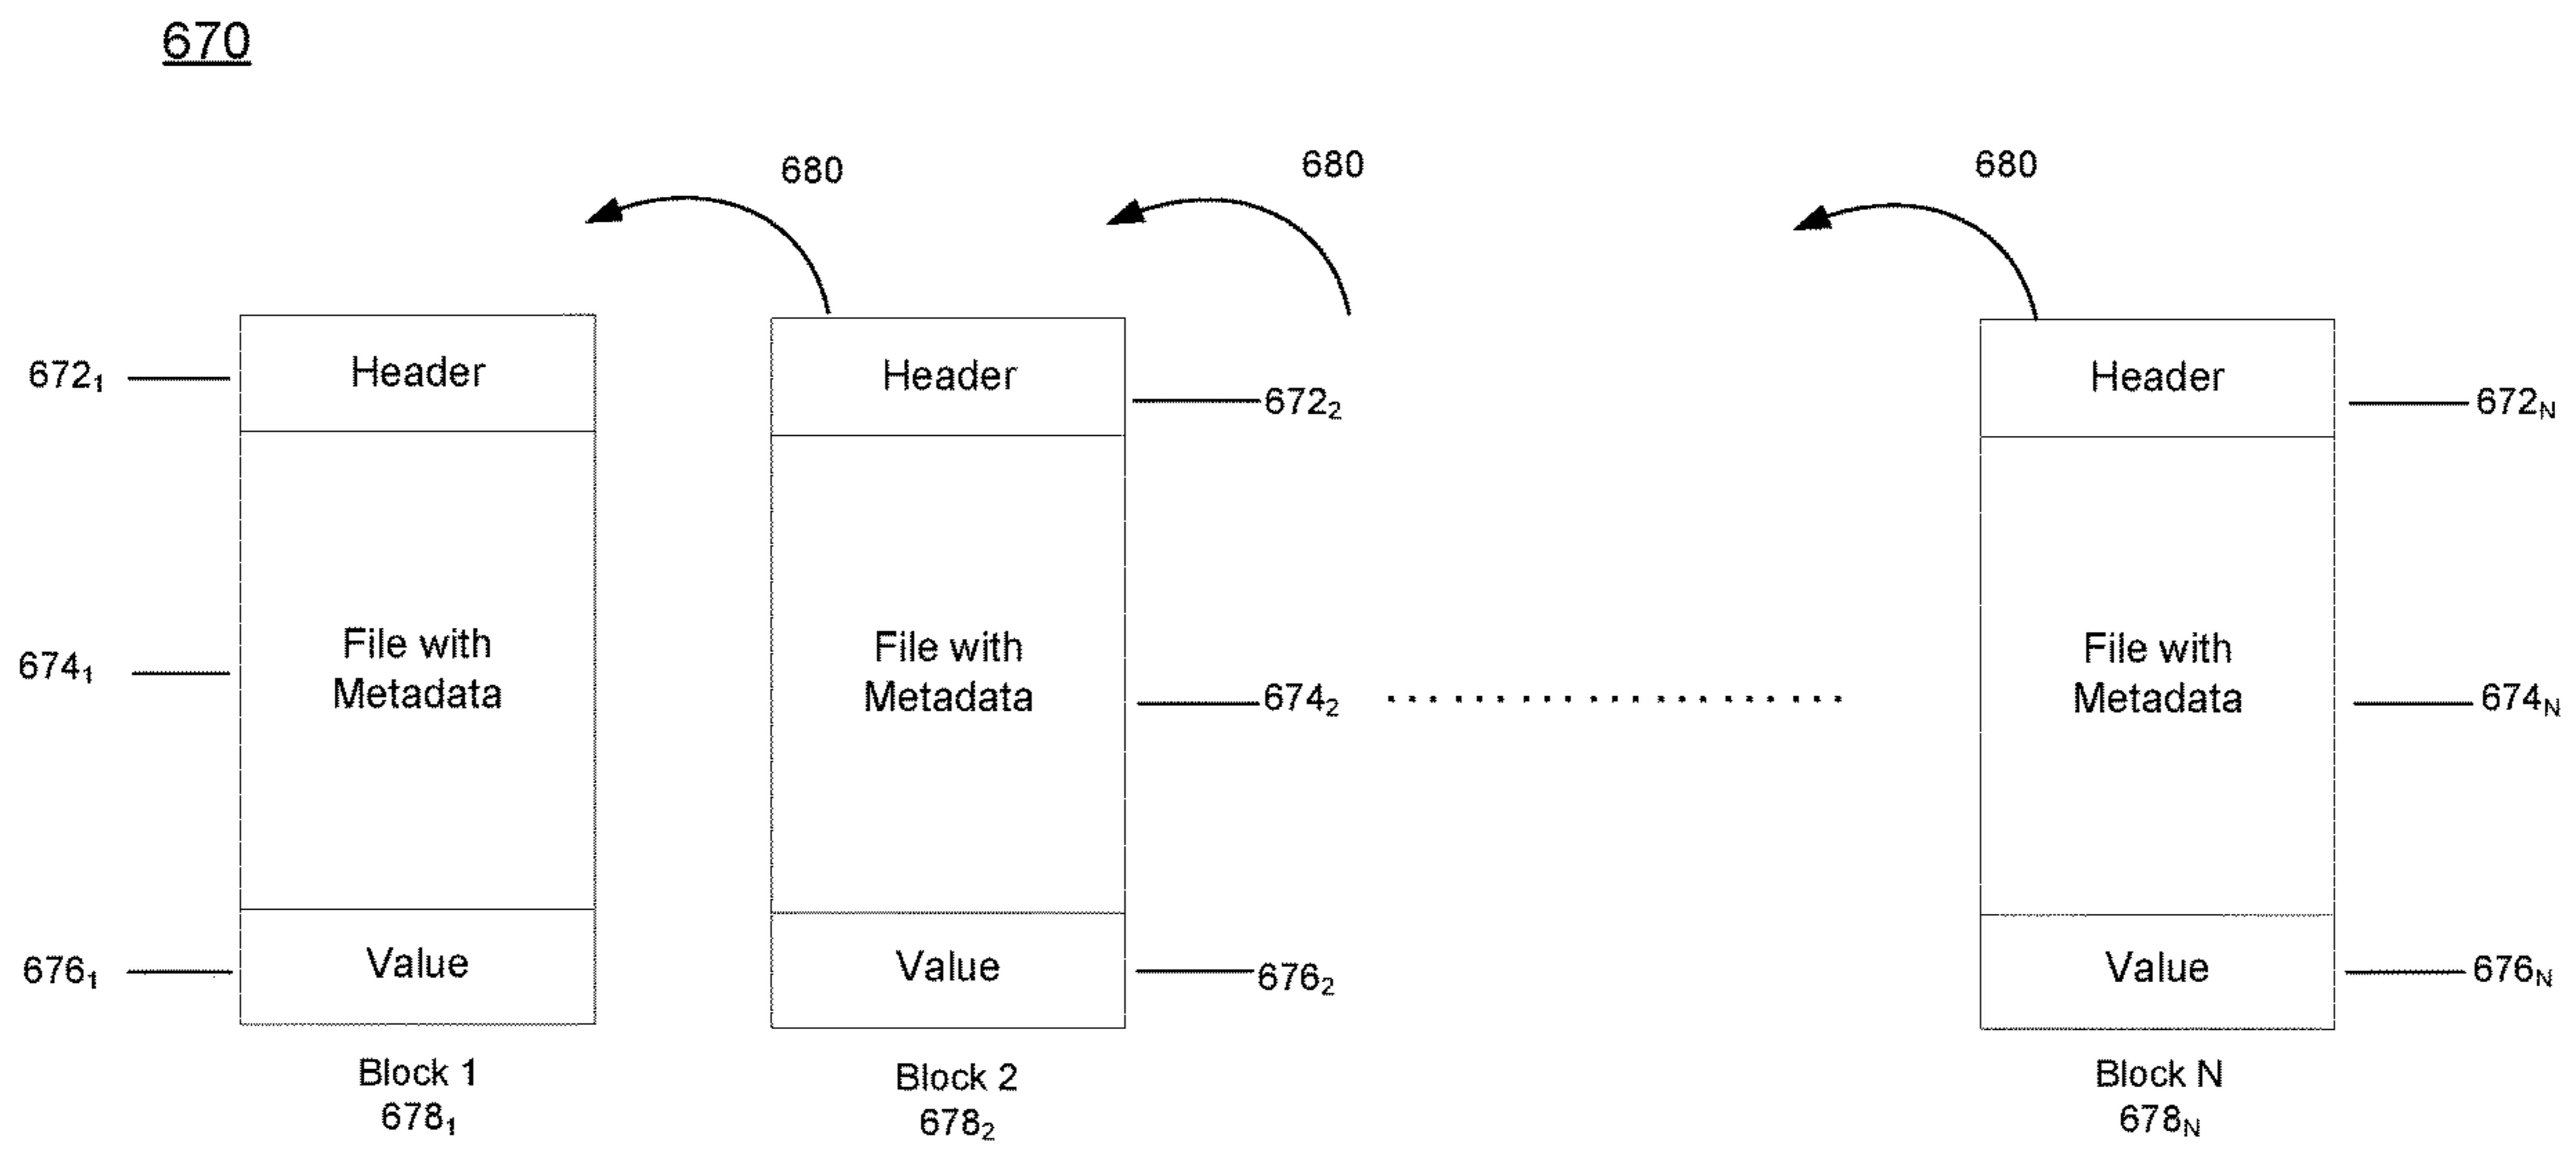 670
680 680 680
Header Header Header
672₁ 672₂ 672N
File with File with File with
Metadata Metadata Metadata
674₁ 674₂ 674N
Value Value Value
676₁ 676₂ 676N
Block 1 Block 2 Block N
678₁ 678₂ 678N